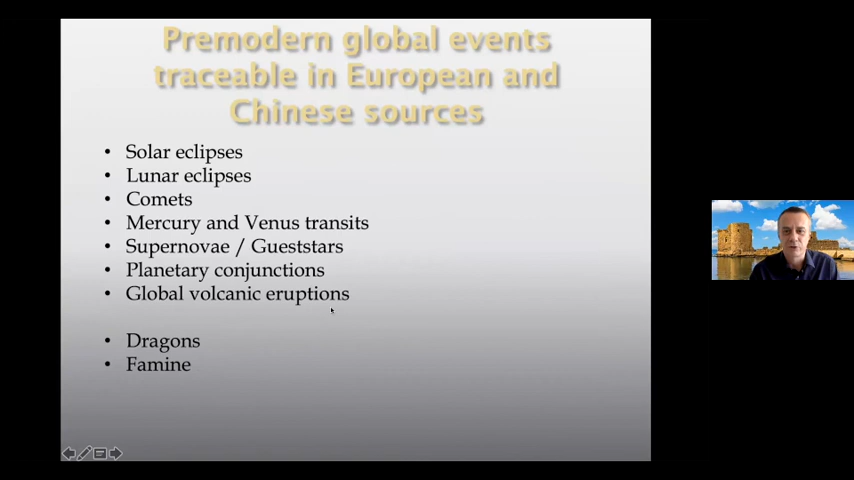 Premodern global events
traceable in European and
Chinese sources
• Solar eclipses
• Lunar eclipses
• Comets
• Mercury and Venus transits
• Supernovae / Gueststars
• Planetary conjunctions
• Global volcanic eruptions
• Dragons
• Famine